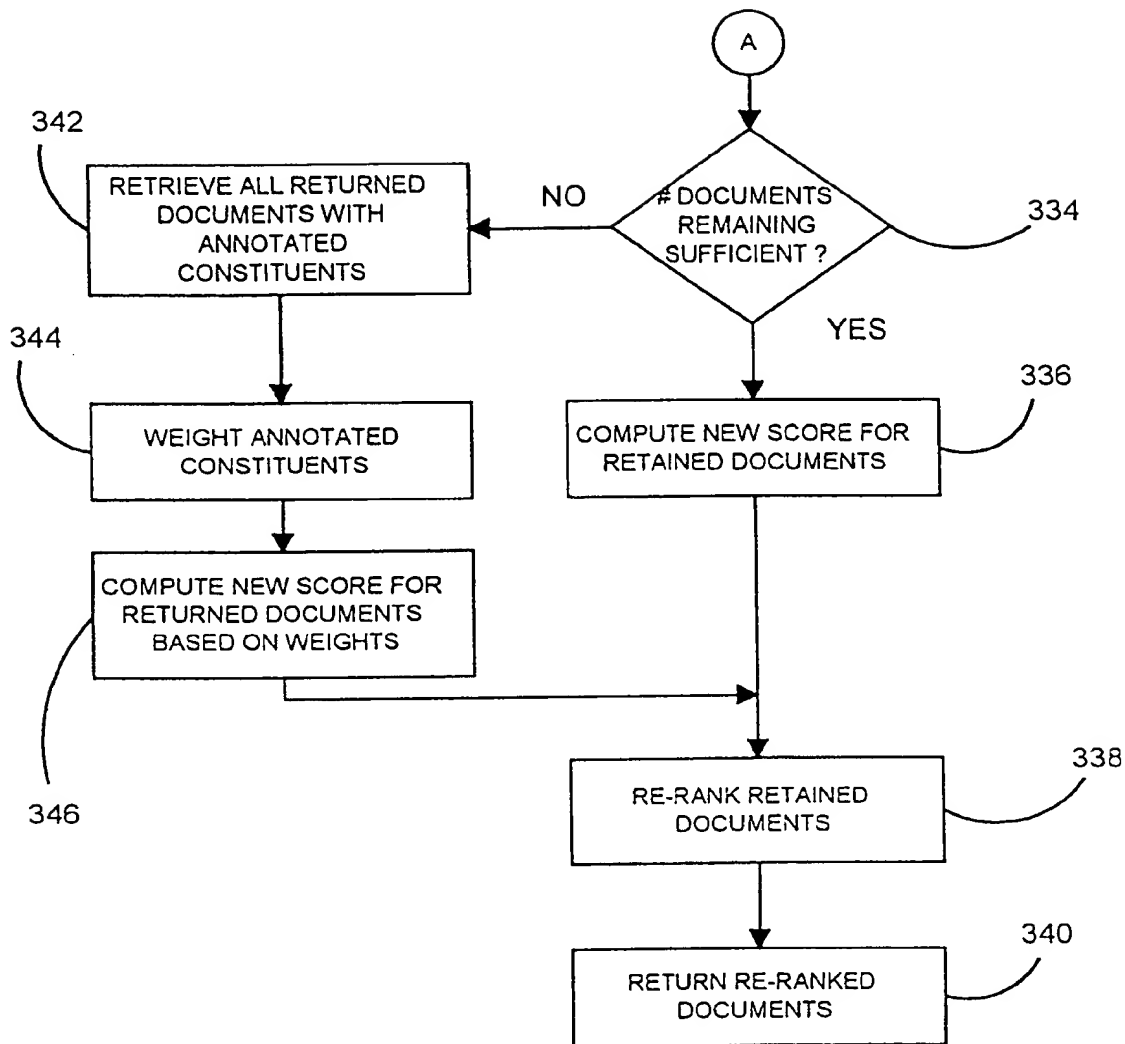 A
342
RETRIEVE ALL RETURNED
DOCUMENTS WITH
ANNOTATED
CONSTITUENTS
NO
# DOCUMENTS
REMAINING
SUFFICIENT ?
334
YES
344
WEIGHT ANNOTATED
CONSTITUENTS
336
COMPUTE NEW SCORE FOR
RETAINED DOCUMENTS
COMPUTE NEW SCORE FOR
RETURNED DOCUMENTS
BASED ON WEIGHTS
346
338
RE-RANK RETAINED
DOCUMENTS
340
RETURN RE-RANKED
DOCUMENTS